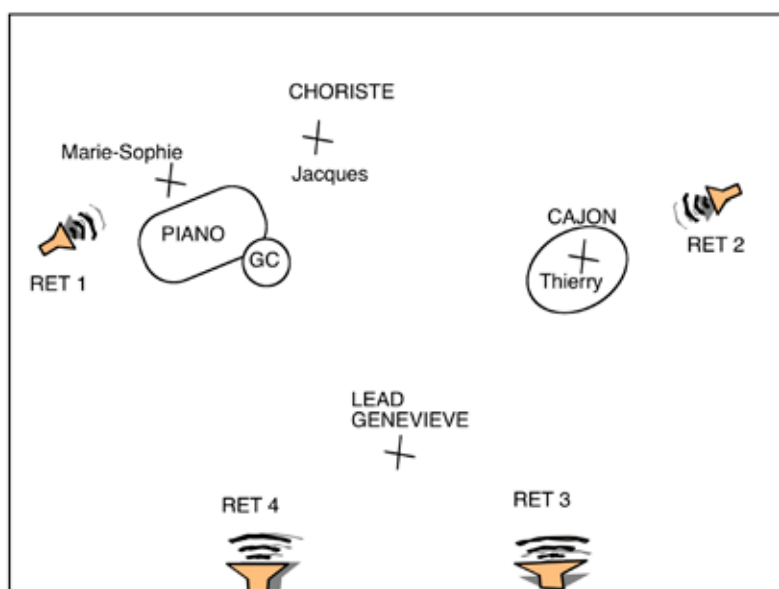 CHORISTE
Marie-Sophie
Jacques
CAJON
PIANO
RET 2
GC
RET 1
Thierry
LEAD
GENEVIEVE
RET 4
RET 3